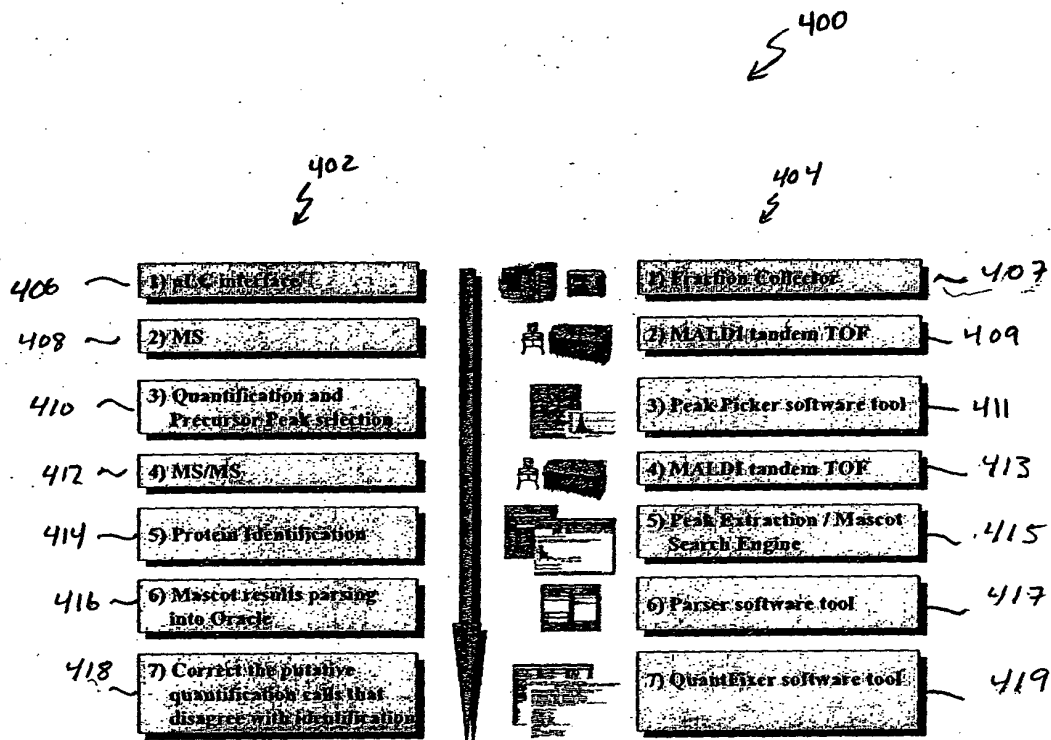 400
402
404
406
1) µLC interface
1) Fraction Collector
407
408
2) MS
2) MALDI tandem TOF
409
410
3) Quantification and
Precursor Peak selection
3) Peak Picker software tool
411
412
4) MS/MS
4) MALDI tandem TOF
413
414
5) Protein Identification
5) Peak Extraction / Mascot
Search Engine
415
416
6) Mascot results parsing
into Oracle
6) Parser software tool
417
418
7) Correct the putative
quantification calls that
disagree with identification
7) QuantFixer software tool
419